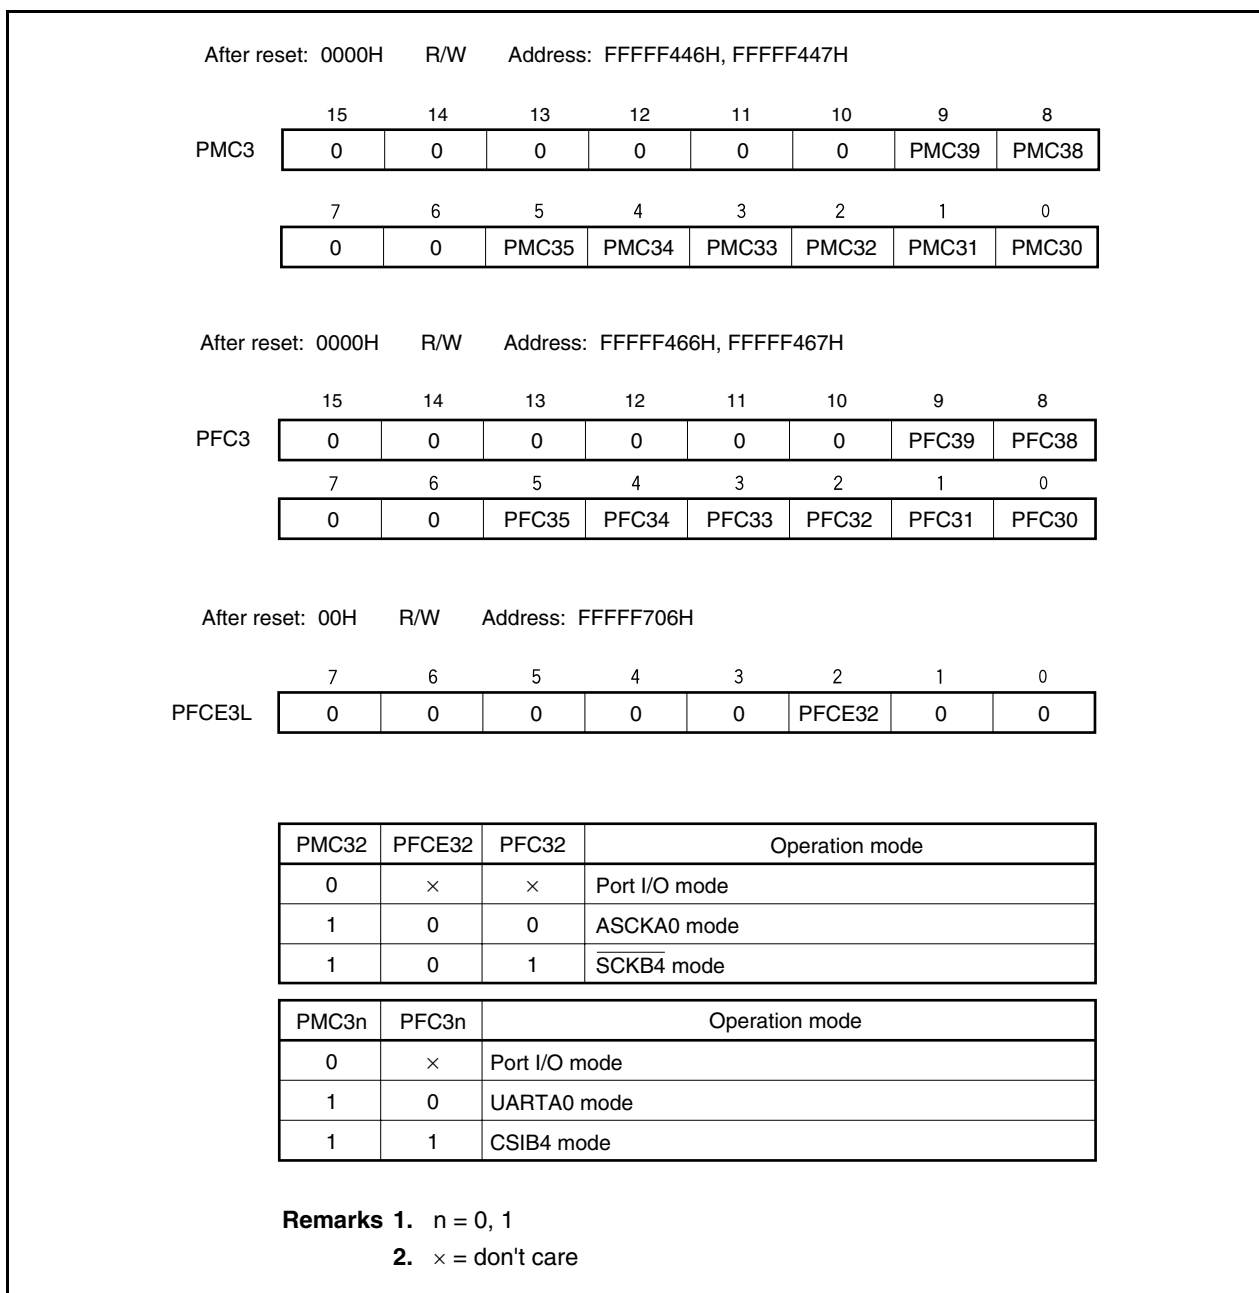 After reset: 0000H R/W Address: FFFFF446H, FFFFF447H
15 14 13 12 11 10 9 8
PMC3 0 0 0 0 0 0 PMC39 PMC38
7 6 5 4 3 2 1 0
0 0 PMC35 PMC34 PMC33 PMC32 PMC31 PMC30
After reset: 0000H R/W Address: FFFFF466H, FFFFF467H
15 14 13 12 11 10 9 8
PFC3 0 0 0 0 0 0 PFC39 PFC38
7 6 5 4 3 2 1 0
0 0 PFC35 PFC34 PFC33 PFC32 PFC31 PFC30
After reset: 00H R/W Address: FFFFF706H
7 6 5 4 3 2 1 0
PFCE3L 0 0 0 0 0 PFCE32 0 0
PMC32 PFCE32 PFC32 Operation mode
0 × × Port I/O mode
1 0 0 ASCKA0 mode
1 0 1 S̅C̅K̅B̅4̅ mode
PMC3n PFC3n Operation mode
0 × Port I/O mode
1 0 UARTA0 mode
1 1 CSIB4 mode
Remarks 1. n = 0, 1
2. × = don't care